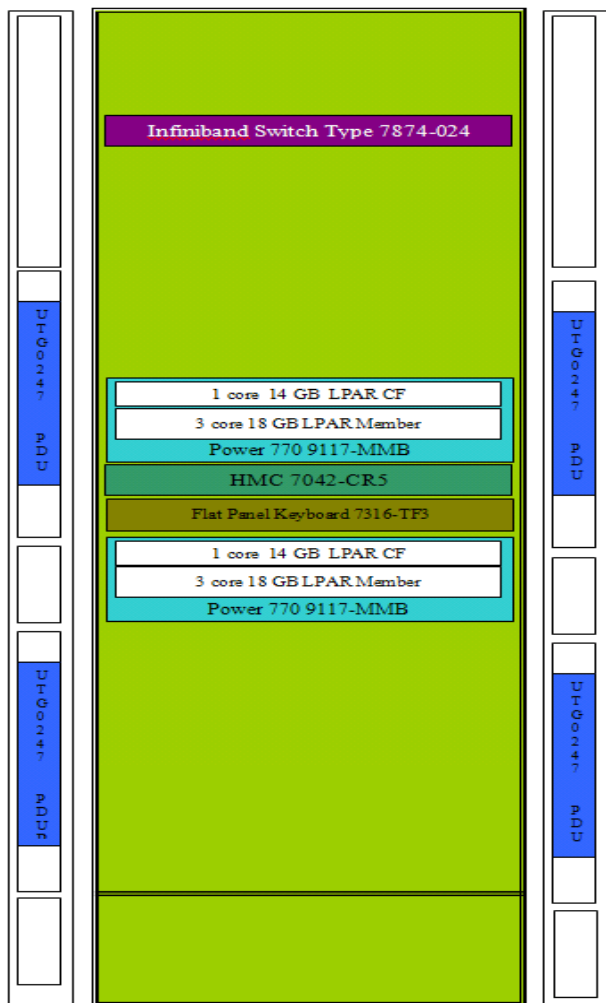 Infiniband Switch Type 7874-024
UTG0247 PDU
UTG0247 PDU
1 core 14 GB LPAR CF
3 core 18 GB LPAR Member
Power 770 9117-MMB
HMC 7042-CR5
Flat Panel Keyboard 7316-TF3
1 core 14 GB LPAR CF
3 core 18 GB LPAR Member
Power 770 9117-MMB
UTG0247 PDU
UTG0247 PDU